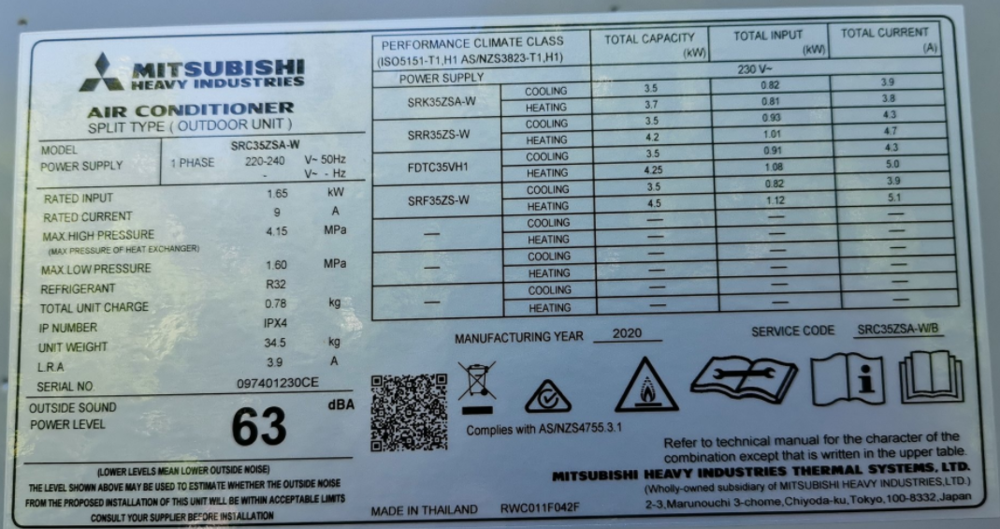 MITSUBISHI
HEAVY INDUSTRIES
AIR CONDITIONER
SPLIT TYPE ( OUTDOOR UNIT )
MODEL SRC35ZSA-W
POWER SUPPLY 1 PHASE 220-240 V~ 50Hz
- V~ - Hz
RATED INPUT 1.65 kW
RATED CURRENT 9 A
MAX.HIGH PRESSURE 4.15 MPa
(MAX PRESSURE OF HEAT EXCHANGER)
MAX.LOW PRESSURE 1.60 MPa
REFRIGERANT R32
TOTAL UNIT CHARGE 0.78 kg
IP NUMBER IPX4
UNIT WEIGHT 34.5 kg
L.R.A 3.9 A
SERIAL NO 097401230CE
OUTSIDE SOUND
POWER LEVEL 63 dBA
(LOWER LEVELS MEAN LOWER OUTSIDE NOISE)
THE LEVEL SHOWN ABOVE MAY BE USED TO ESTIMATE WHETHER THE OUTSIDE NOISE
FROM THE PROPOSED INSTALLATION OF THIS UNIT WILL BE WITHIN ACCEPTABLE LIMITS
CONSULT YOUR SUPPLIER BEFORE INSTALLATION
PERFORMANCE CLIMATE CLASS TOTAL CAPACITY TOTAL INPUT TOTAL CURRENT
(ISO5151-T1,H1 AS/NZS3823-T1,H1) (kW) (kW) (A)
POWER SUPPLY 230 V~
SRK35ZSA-W COOLING 3.5 0.82 3.9
HEATING 3.7 0.81 3.8
SRR35ZS-W COOLING 3.5 0.93 4.3
HEATING 4.2 1.01 4.7
FDTC35VH1 COOLING 3.5 0.91 4.3
HEATING 4.25 1.08 5.0
SRF35ZS-W COOLING 3.5 0.82 3.9
HEATING 4.5 1.12 5.1
— COOLING — — —
HEATING — — —
— COOLING — — —
HEATING — — —
— COOLING — — —
HEATING — — —
MANUFACTURING YEAR 2020 SERVICE CODE SRC35ZSA-W/B
Complies with AS/NZS4755.3.1
Refer to technical manual for the character of the
combination except that is written in the upper table.
MITSUBISHI HEAVY INDUSTRIES THERMAL SYSTEMS, LTD.
(Wholly-owned subsidiary of MITSUBISHI HEAVY INDUSTRIES,LTD.)
2-3,Marunouchi 3-chome,Chiyoda-ku,Tokyo,100-8332,Japan
MADE IN THAILAND RWC011F042F